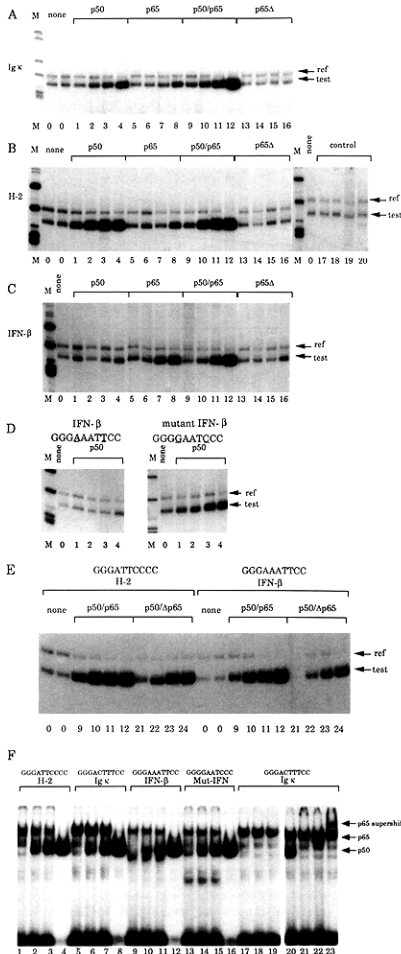 A
M none p50 p65 p50/p65 p65Δ
Ig κ
ref
test
M 0 0 1 2 3 4 5 6 7 8 9 10 11 12 13 14 15 16
B
M none p50 p65 p50/p65 p65Δ M none control
H-2
ref
test
M 0 0 1 2 3 4 5 6 7 8 9 10 11 12 13 14 15 16 M 0 17 18 19 20
C
M none p50 p65 p50/p65 p65Δ
IFN-β
ref
test
M 0 0 1 2 3 4 5 6 7 8 9 10 11 12 13 14 15 16
D
IFN-β mutant IFN-β
GGGAAATTCC GGGGAATCCC
M none p50 M none p50
ref
test
M 0 1 2 3 4 M 0 1 2 3 4
E
GGGATTCCCC GGGAAATTCC
H-2 IFN-β
none p50/p65 p50/Δp65 none p50/p65 p50/Δp65
ref
test
0 0 9 10 11 12 21 22 23 24 0 0 9 10 11 12 21 22 23 24
F
GGGATTCCCC GGGACTTTCC GGGAAATTCC GGGGAATCCC GGGACTTTCC
H-2 Ig κ IFN-β Mut-IFN Ig κ
p65 supershif
p65
p50
1 2 3 4 5 6 7 8 9 10 11 12 13 14 15 16 17 18 19 20 21 22 23